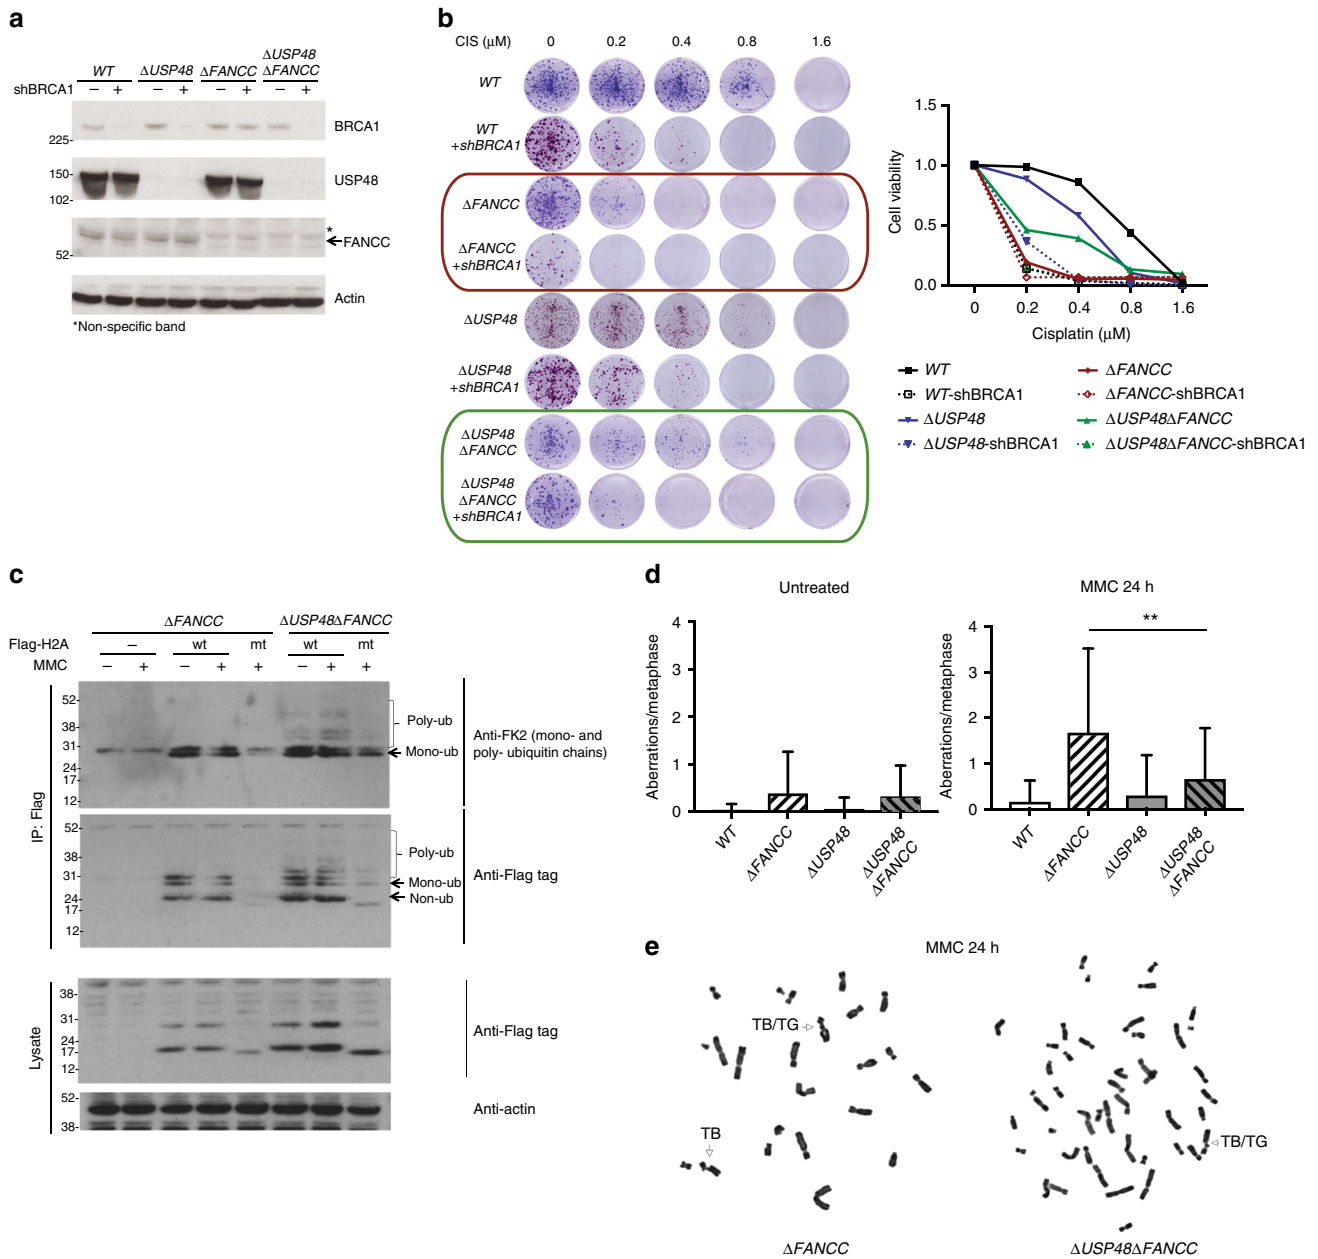 a
WT ΔUSP48 ΔFANCC ΔUSP48
ΔFANCC
shBRCA1 – + – + – + – +
BRCA1
225-
150-
USP48
102-
*
FANCC
52-
Actin
*Non-specific band
b
CIS (μM) 0 0.2 0.4 0.8 1.6
WT
WT
+shBRCA1
ΔFANCC
ΔFANCC
+shBRCA1
ΔUSP48
ΔUSP48
+shBRCA1
ΔUSP48
ΔFANCC
ΔUSP48
ΔFANCC
+shBRCA1
Cell viability
1.5
1.0
0.5
0.0
0 0.2 0.4 0.8 1.6
Cisplatin (μM)
WT
WT-shBRCA1
ΔUSP48
ΔUSP48-shBRCA1
ΔFANCC
ΔFANCC-shBRCA1
ΔUSP48ΔFANCC
ΔUSP48ΔFANCC-shBRCA1
c
ΔFANCC ΔUSP48ΔFANCC
Flag-H2A – wt mt wt mt
MMC – + – + + – + +
IP: Flag
52-
38-
31-
24-
17-
12-
Poly-ub
Mono-ub
Anti-FK2 (mono- and
poly- ubiquitin chains)
52-
38-
31-
24-
17-
12-
Poly-ub
Mono-ub
Non-ub
Anti-Flag tag
Lysate
38-
31-
24-
17-
12-
Anti-Flag tag
52-
38-
Anti-actin
d
Untreated
Aberrations/metaphase
4
3
2
1
0
WT
ΔFANCC
ΔUSP48
ΔUSP48
ΔFANCC
MMC 24 h
**
Aberrations/metaphase
4
3
2
1
0
WT
ΔFANCC
ΔUSP48
ΔUSP48
ΔFANCC
e
MMC 24 h
TB/TG
TB
TB/TG
ΔFANCC
ΔUSP48ΔFANCC